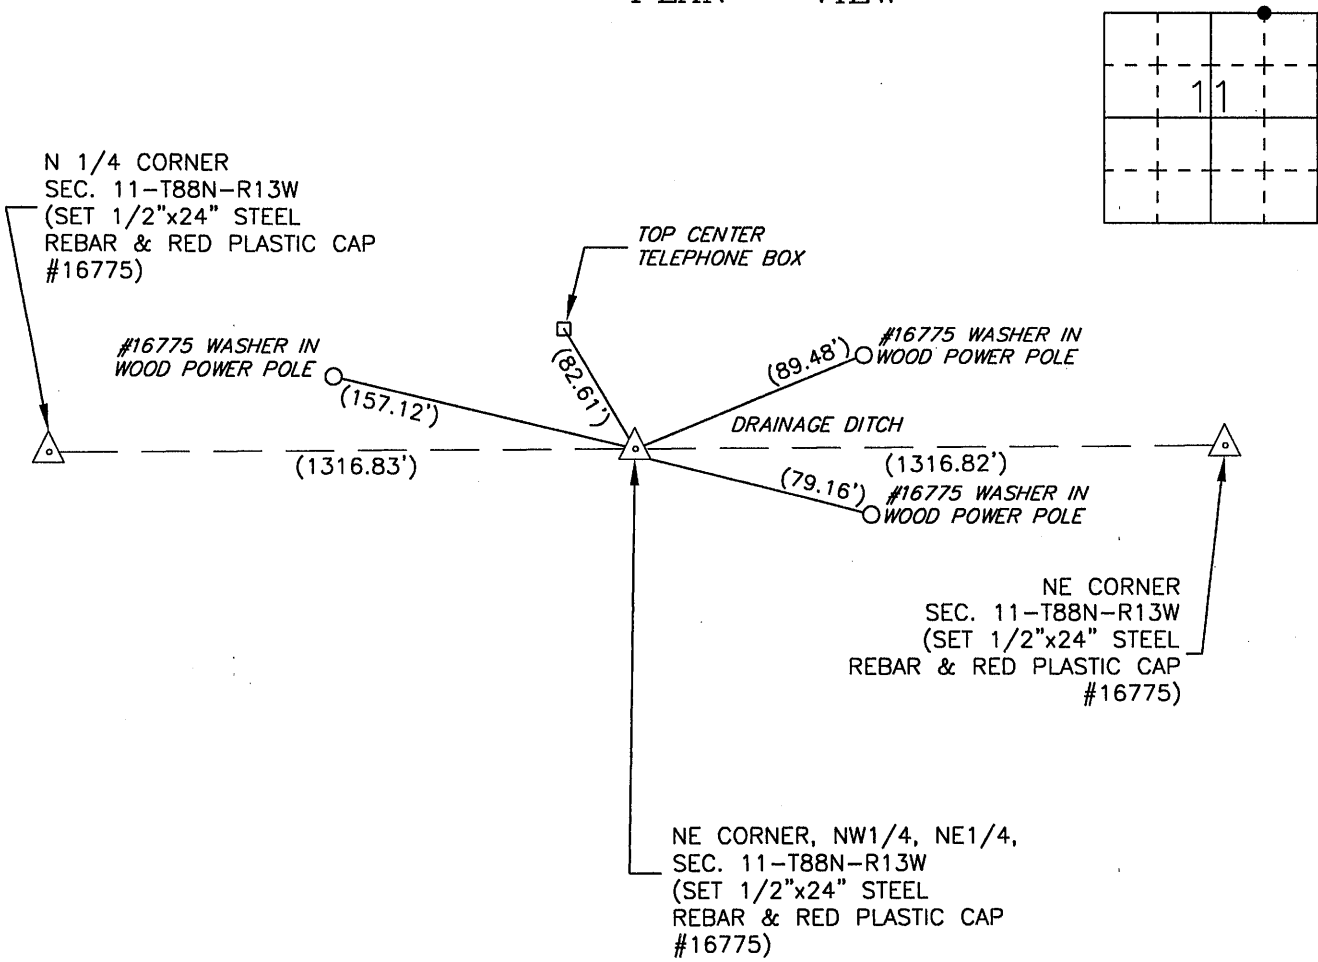 PLAN VIEW
11
N 1/4 CORNER
SEC. 11-T88N-R13W
(SET 1/2"x24" STEEL
REBAR & RED PLASTIC CAP
#16775)
TOP CENTER
TELEPHONE BOX
#16775 WASHER IN
WOOD POWER POLE
(157.12')
(82.61')
(89.48')
#16775 WASHER IN
WOOD POWER POLE
DRAINAGE DITCH
(1316.83')
(1316.82')
(79.16')
#16775 WASHER IN
WOOD POWER POLE
NE CORNER
SEC. 11-T88N-R13W
(SET 1/2"x24" STEEL
REBAR & RED PLASTIC CAP
#16775)
NE CORNER, NW1/4, NE1/4,
SEC. 11-T88N-R13W
(SET 1/2"x24" STEEL
REBAR & RED PLASTIC CAP
#16775)